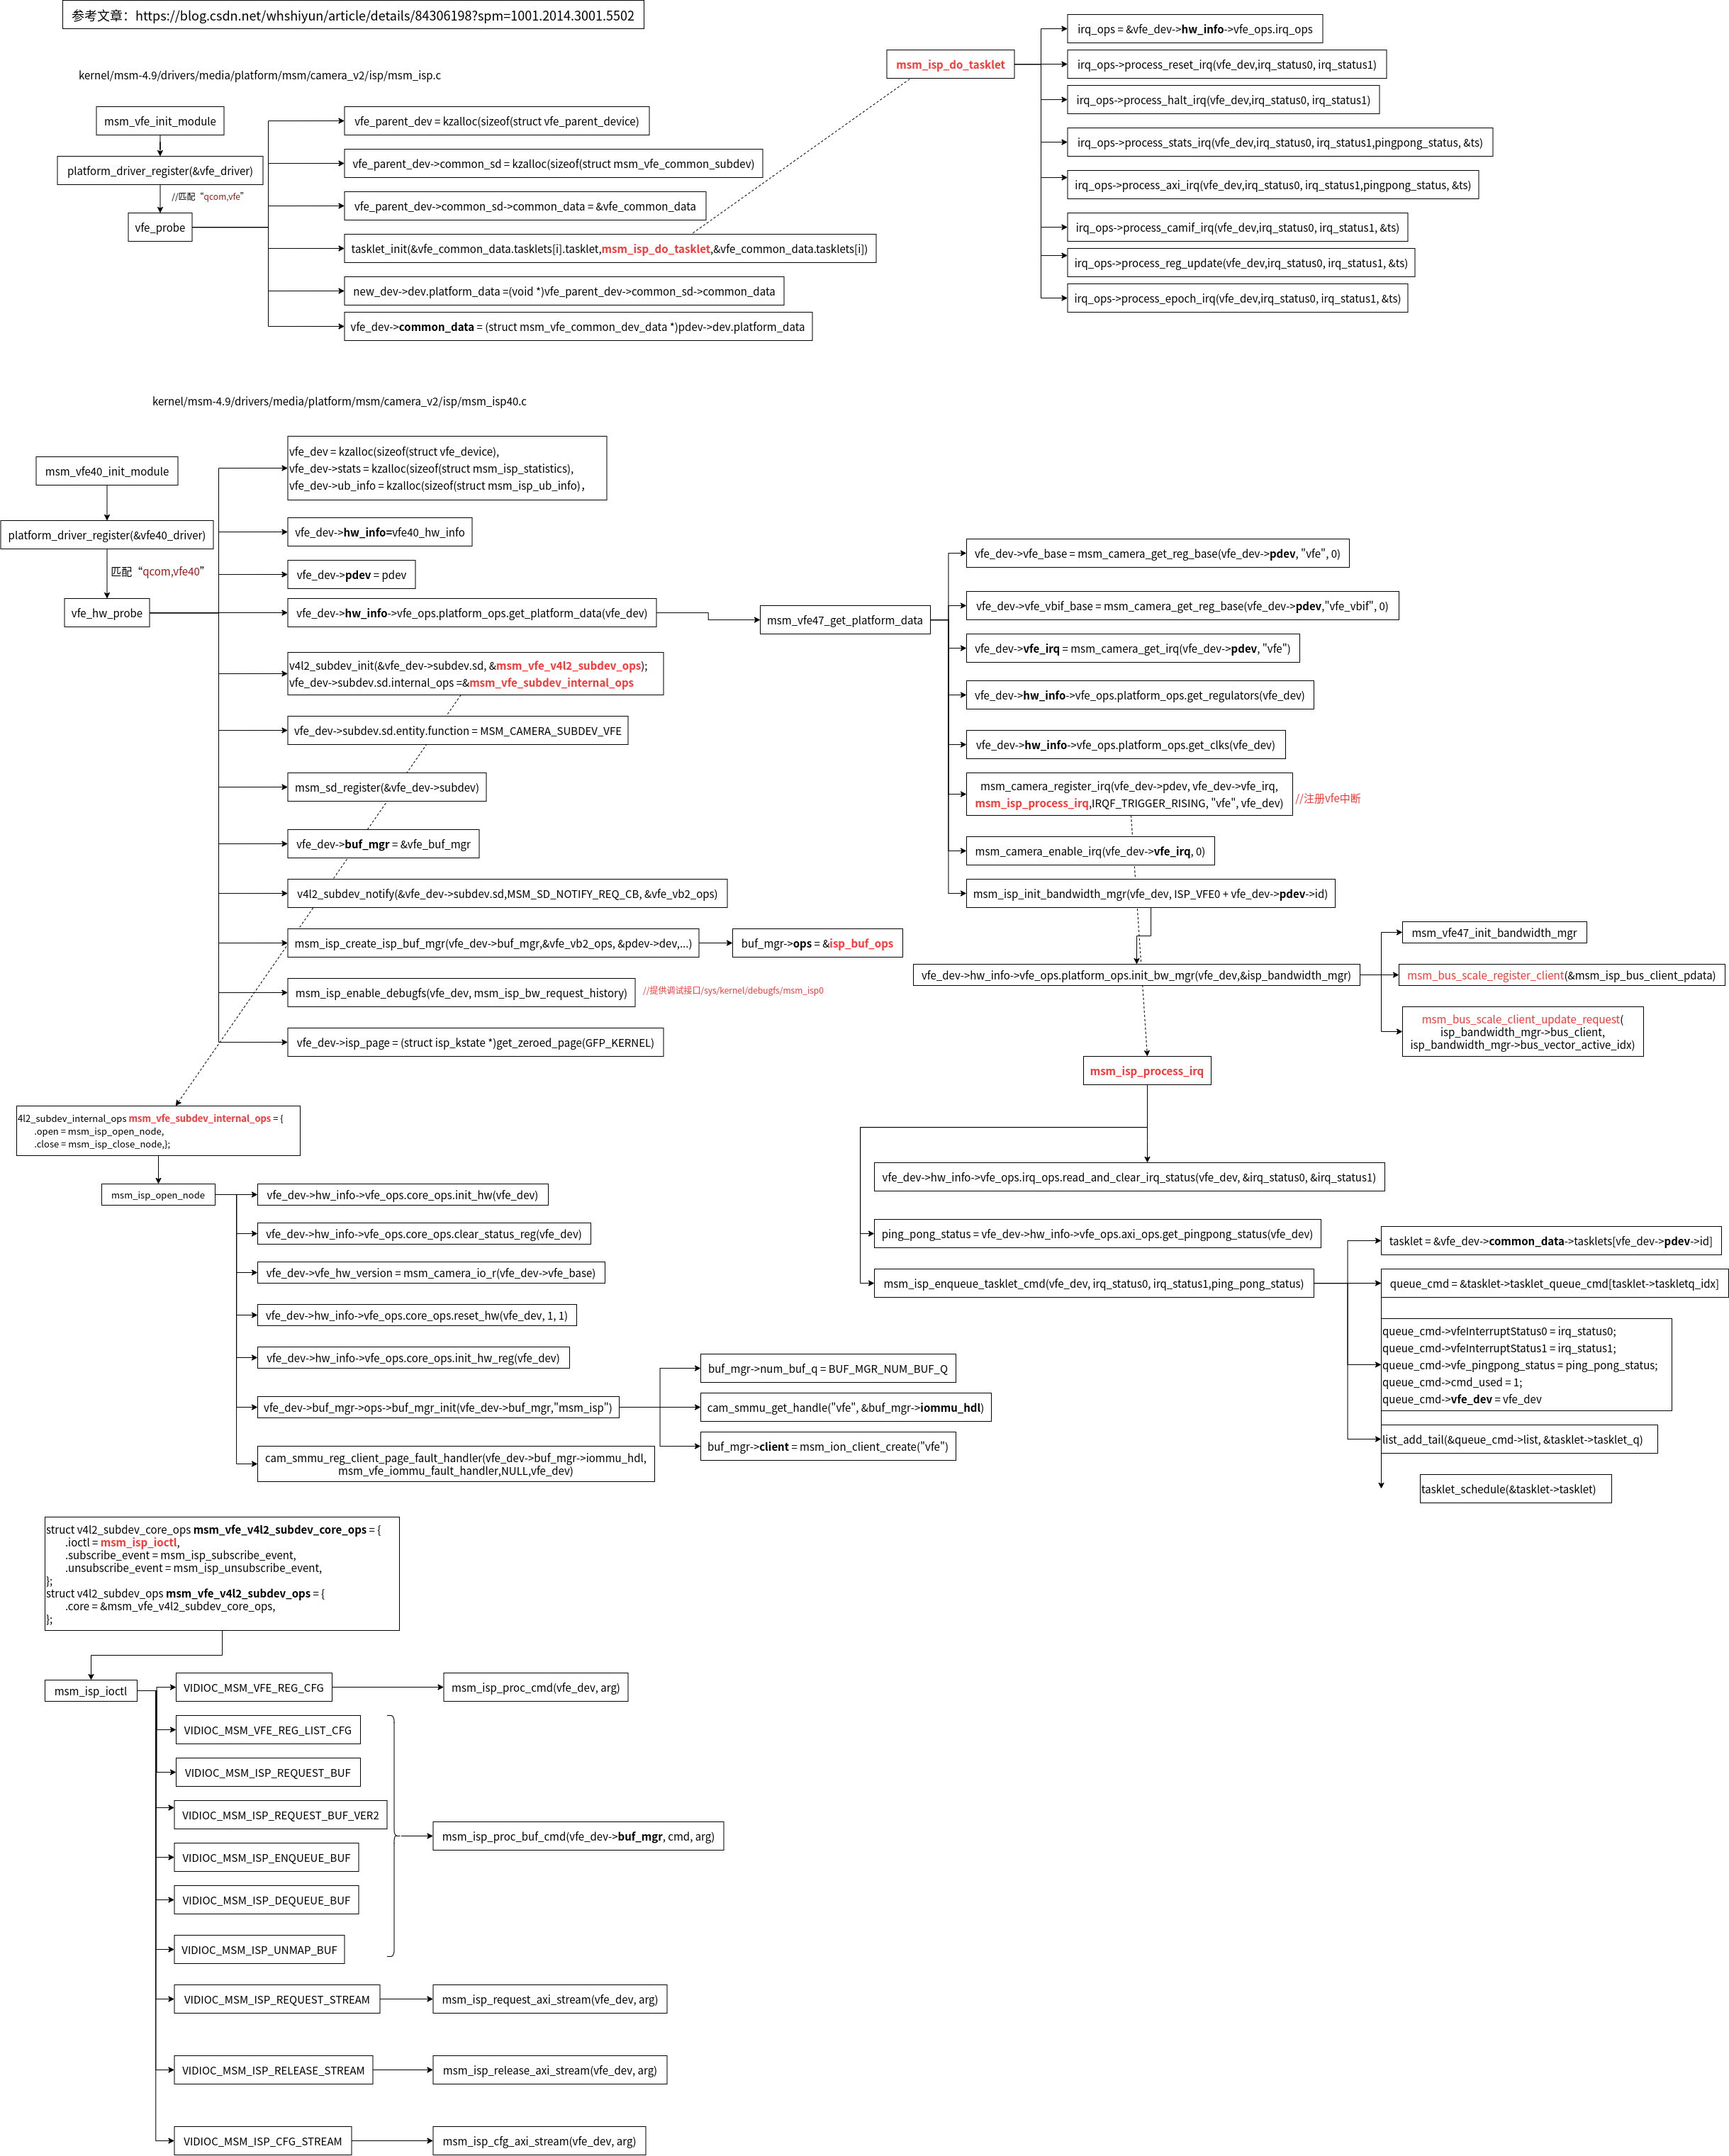 参考文章：https://blog.csdn.net/whshiyun/article/details/84306198?spm=1001.2014.3001.5502
kernel/msm-4.9/drivers/media/platform/msm/camera_v2/isp/msm_isp.c
msm_vfe_init_module
platform_driver_register(&vfe_driver)
//匹配“qcom,vfe”
vfe_probe
vfe_parent_dev = kzalloc(sizeof(struct vfe_parent_device)
vfe_parent_dev->common_sd = kzalloc(sizeof(struct msm_vfe_common_subdev)
vfe_parent_dev->common_sd->common_data = &vfe_common_data
tasklet_init(&vfe_common_data.tasklets[i].tasklet,msm_isp_do_tasklet,&vfe_common_data.tasklets[i])
new_dev->dev.platform_data =(void *)vfe_parent_dev->common_sd->common_data
vfe_dev->common_data = (struct msm_vfe_common_dev_data *)pdev->dev.platform_data
msm_isp_do_tasklet
irq_ops = &vfe_dev->hw_info->vfe_ops.irq_ops
irq_ops->process_reset_irq(vfe_dev,irq_status0, irq_status1)
irq_ops->process_halt_irq(vfe_dev,irq_status0, irq_status1)
irq_ops->process_stats_irq(vfe_dev,irq_status0, irq_status1,pingpong_status, &ts)
irq_ops->process_axi_irq(vfe_dev,irq_status0, irq_status1,pingpong_status, &ts)
irq_ops->process_camif_irq(vfe_dev,irq_status0, irq_status1, &ts)
irq_ops->process_reg_update(vfe_dev,irq_status0, irq_status1, &ts)
irq_ops->process_epoch_irq(vfe_dev,irq_status0, irq_status1, &ts)
kernel/msm-4.9/drivers/media/platform/msm/camera_v2/isp/msm_isp40.c
msm_vfe40_init_module
platform_driver_register(&vfe40_driver)
匹配“qcom,vfe40”
vfe_hw_probe
vfe_dev = kzalloc(sizeof(struct vfe_device),
vfe_dev->stats = kzalloc(sizeof(struct msm_isp_statistics),
vfe_dev->ub_info = kzalloc(sizeof(struct msm_isp_ub_info)，
vfe_dev->hw_info=vfe40_hw_info
vfe_dev->pdev = pdev
vfe_dev->hw_info->vfe_ops.platform_ops.get_platform_data(vfe_dev)
v4l2_subdev_init(&vfe_dev->subdev.sd, &msm_vfe_v4l2_subdev_ops);
vfe_dev->subdev.sd.internal_ops =&msm_vfe_subdev_internal_ops
vfe_dev->subdev.sd.entity.function = MSM_CAMERA_SUBDEV_VFE
msm_sd_register(&vfe_dev->subdev)
vfe_dev->buf_mgr = &vfe_buf_mgr
v4l2_subdev_notify(&vfe_dev->subdev.sd,MSM_SD_NOTIFY_REQ_CB, &vfe_vb2_ops)
msm_isp_create_isp_buf_mgr(vfe_dev->buf_mgr,&vfe_vb2_ops, &pdev->dev,...)
buf_mgr->ops = &isp_buf_ops
msm_isp_enable_debugfs(vfe_dev, msm_isp_bw_request_history)
//提供调试接口/sys/kernel/debugfs/msm_isp0
vfe_dev->isp_page = (struct isp_kstate *)get_zeroed_page(GFP_KERNEL)
msm_vfe47_get_platform_data
vfe_dev->vfe_base = msm_camera_get_reg_base(vfe_dev->pdev, "vfe", 0)
vfe_dev->vfe_vbif_base = msm_camera_get_reg_base(vfe_dev->pdev,"vfe_vbif", 0)
vfe_dev->vfe_irq = msm_camera_get_irq(vfe_dev->pdev, "vfe")
vfe_dev->hw_info->vfe_ops.platform_ops.get_regulators(vfe_dev)
vfe_dev->hw_info->vfe_ops.platform_ops.get_clks(vfe_dev)
msm_camera_register_irq(vfe_dev->pdev, vfe_dev->vfe_irq,
msm_isp_process_irq,IRQF_TRIGGER_RISING, "vfe", vfe_dev)
//注册vfe中断
msm_camera_enable_irq(vfe_dev->vfe_irq, 0)
msm_isp_init_bandwidth_mgr(vfe_dev, ISP_VFE0 + vfe_dev->pdev->id)
vfe_dev->hw_info->vfe_ops.platform_ops.init_bw_mgr(vfe_dev,&isp_bandwidth_mgr)
msm_vfe47_init_bandwidth_mgr
msm_bus_scale_register_client(&msm_isp_bus_client_pdata)
msm_bus_scale_client_update_request(
isp_bandwidth_mgr->bus_client,
isp_bandwidth_mgr->bus_vector_active_idx)
msm_isp_process_irq
vfe_dev->hw_info->vfe_ops.irq_ops.read_and_clear_irq_status(vfe_dev, &irq_status0, &irq_status1)
ping_pong_status = vfe_dev->hw_info->vfe_ops.axi_ops.get_pingpong_status(vfe_dev)
msm_isp_enqueue_tasklet_cmd(vfe_dev, irq_status0, irq_status1,ping_pong_status)
tasklet = &vfe_dev->common_data->tasklets[vfe_dev->pdev->id]
queue_cmd = &tasklet->tasklet_queue_cmd[tasklet->taskletq_idx]
queue_cmd->vfeInterruptStatus0 = irq_status0;
queue_cmd->vfeInterruptStatus1 = irq_status1;
queue_cmd->vfe_pingpong_status = ping_pong_status;
queue_cmd->cmd_used = 1;
queue_cmd->vfe_dev = vfe_dev
list_add_tail(&queue_cmd->list, &tasklet->tasklet_q)
tasklet_schedule(&tasklet->tasklet)
4l2_subdev_internal_ops msm_vfe_subdev_internal_ops = {
.open = msm_isp_open_node,
.close = msm_isp_close_node,};
msm_isp_open_node
vfe_dev->hw_info->vfe_ops.core_ops.init_hw(vfe_dev)
vfe_dev->hw_info->vfe_ops.core_ops.clear_status_reg(vfe_dev)
vfe_dev->vfe_hw_version = msm_camera_io_r(vfe_dev->vfe_base)
vfe_dev->hw_info->vfe_ops.core_ops.reset_hw(vfe_dev, 1, 1)
vfe_dev->hw_info->vfe_ops.core_ops.init_hw_reg(vfe_dev)
vfe_dev->buf_mgr->ops->buf_mgr_init(vfe_dev->buf_mgr,"msm_isp")
cam_smmu_reg_client_page_fault_handler(vfe_dev->buf_mgr->iommu_hdl,
msm_vfe_iommu_fault_handler,NULL,vfe_dev)
buf_mgr->num_buf_q = BUF_MGR_NUM_BUF_Q
cam_smmu_get_handle("vfe", &buf_mgr->iommu_hdl)
buf_mgr->client = msm_ion_client_create("vfe")
struct v4l2_subdev_core_ops msm_vfe_v4l2_subdev_core_ops = {
.ioctl = msm_isp_ioctl,
.subscribe_event = msm_isp_subscribe_event,
.unsubscribe_event = msm_isp_unsubscribe_event,
};
struct v4l2_subdev_ops msm_vfe_v4l2_subdev_ops = {
.core = &msm_vfe_v4l2_subdev_core_ops,
};
msm_isp_ioctl
VIDIOC_MSM_VFE_REG_CFG
msm_isp_proc_cmd(vfe_dev, arg)
VIDIOC_MSM_VFE_REG_LIST_CFG
VIDIOC_MSM_ISP_REQUEST_BUF
VIDIOC_MSM_ISP_REQUEST_BUF_VER2
VIDIOC_MSM_ISP_ENQUEUE_BUF
VIDIOC_MSM_ISP_DEQUEUE_BUF
VIDIOC_MSM_ISP_UNMAP_BUF
msm_isp_proc_buf_cmd(vfe_dev->buf_mgr, cmd, arg)
VIDIOC_MSM_ISP_REQUEST_STREAM
msm_isp_request_axi_stream(vfe_dev, arg)
VIDIOC_MSM_ISP_RELEASE_STREAM
msm_isp_release_axi_stream(vfe_dev, arg)
VIDIOC_MSM_ISP_CFG_STREAM
msm_isp_cfg_axi_stream(vfe_dev, arg)